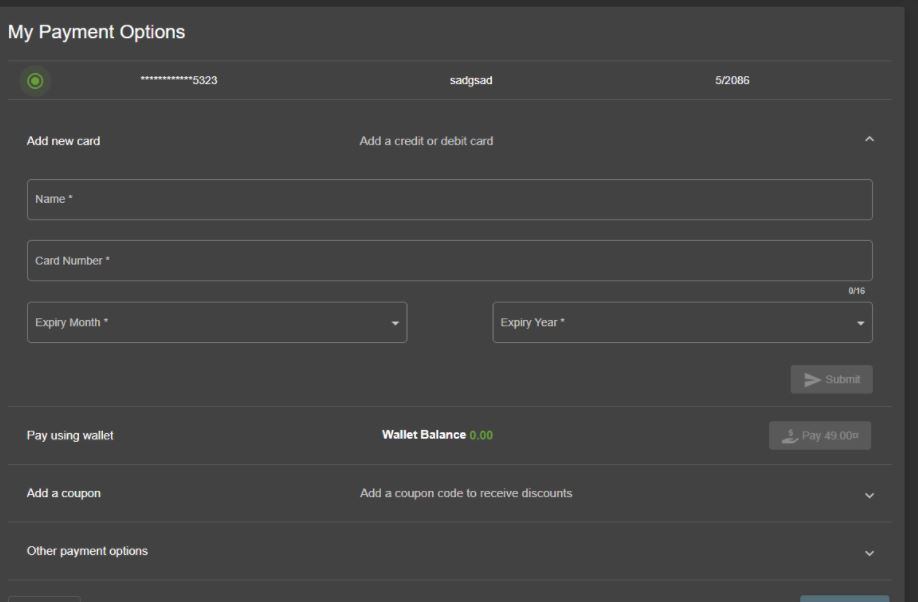 My Payment Options
************5323 sadgsad 5/2086
Add new card Add a credit or debit card
Name *
Card Number *
0/16
Expiry Month * Expiry Year *
Submit
Pay using wallet Wallet Balance 0.00 Pay 49.00¤
Add a coupon Add a coupon code to receive discounts
Other payment options